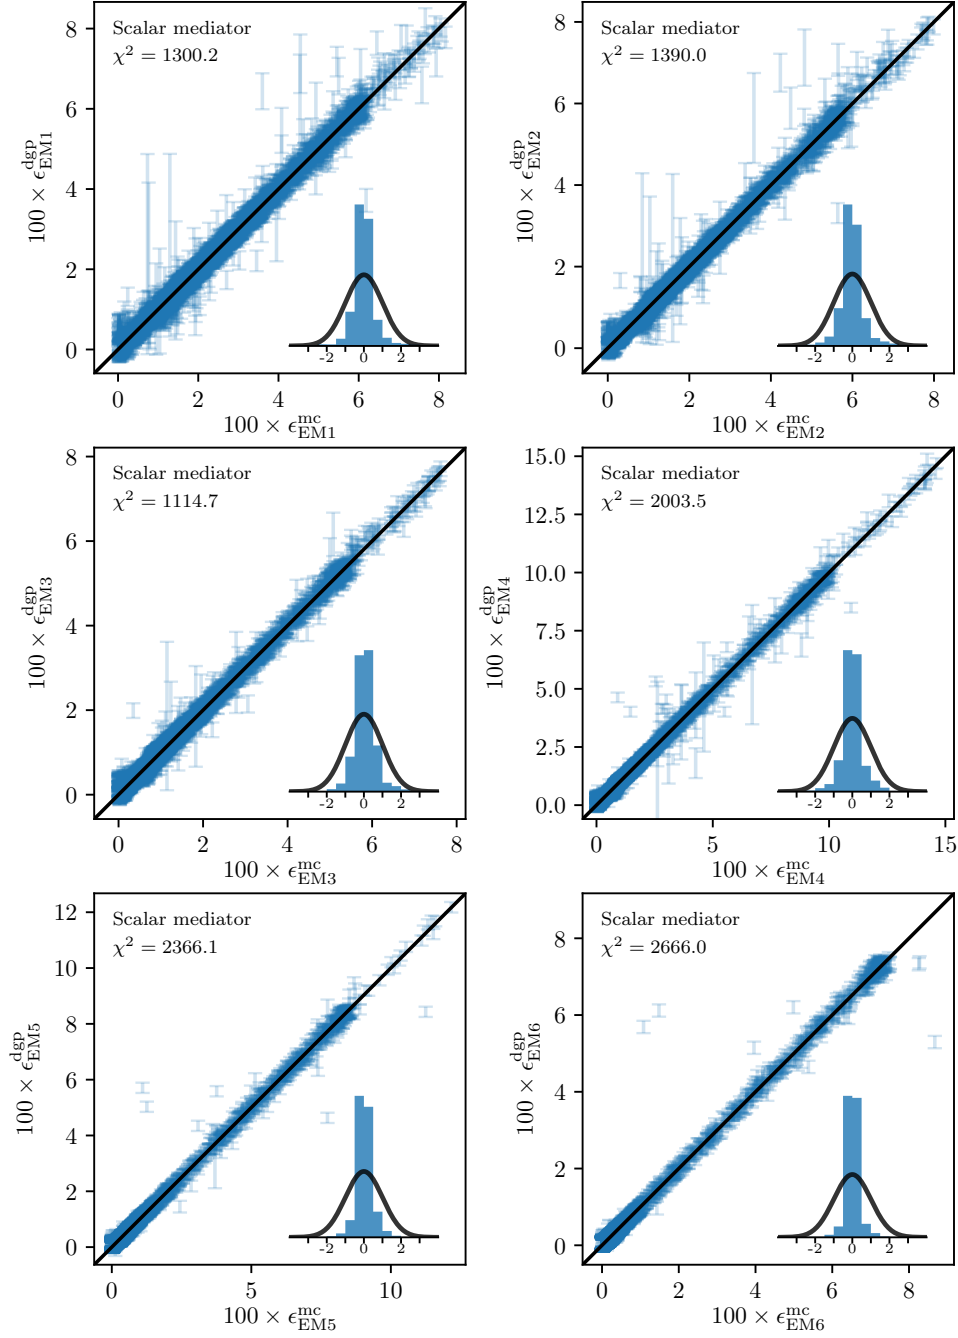 Scalar mediator
χ² = 1300.2
100 × ϵ^dgp_EM1
8
6
4
2
0
-2 0 2
0 2 4 6 8
100 × ϵ^mc_EM1
Scalar mediator
χ² = 1390.0
100 × ϵ^dgp_EM2
8
6
4
2
0
-2 0 2
0 2 4 6 8
100 × ϵ^mc_EM2
Scalar mediator
χ² = 1114.7
100 × ϵ^dgp_EM3
8
6
4
2
0
-2 0 2
0 2 4 6 8
100 × ϵ^mc_EM3
Scalar mediator
χ² = 2003.5
100 × ϵ^dgp_EM4
15.0
12.5
10.0
7.5
5.0
2.5
0.0
-2 0 2
0 5 10 15
100 × ϵ^mc_EM4
Scalar mediator
χ² = 2366.1
100 × ϵ^dgp_EM5
12
10
8
6
4
2
0
-2 0 2
0 5 10
100 × ϵ^mc_EM5
Scalar mediator
χ² = 2666.0
100 × ϵ^dgp_EM6
8
6
4
2
0
-2 0 2
0 2 4 6 8
100 × ϵ^mc_EM6